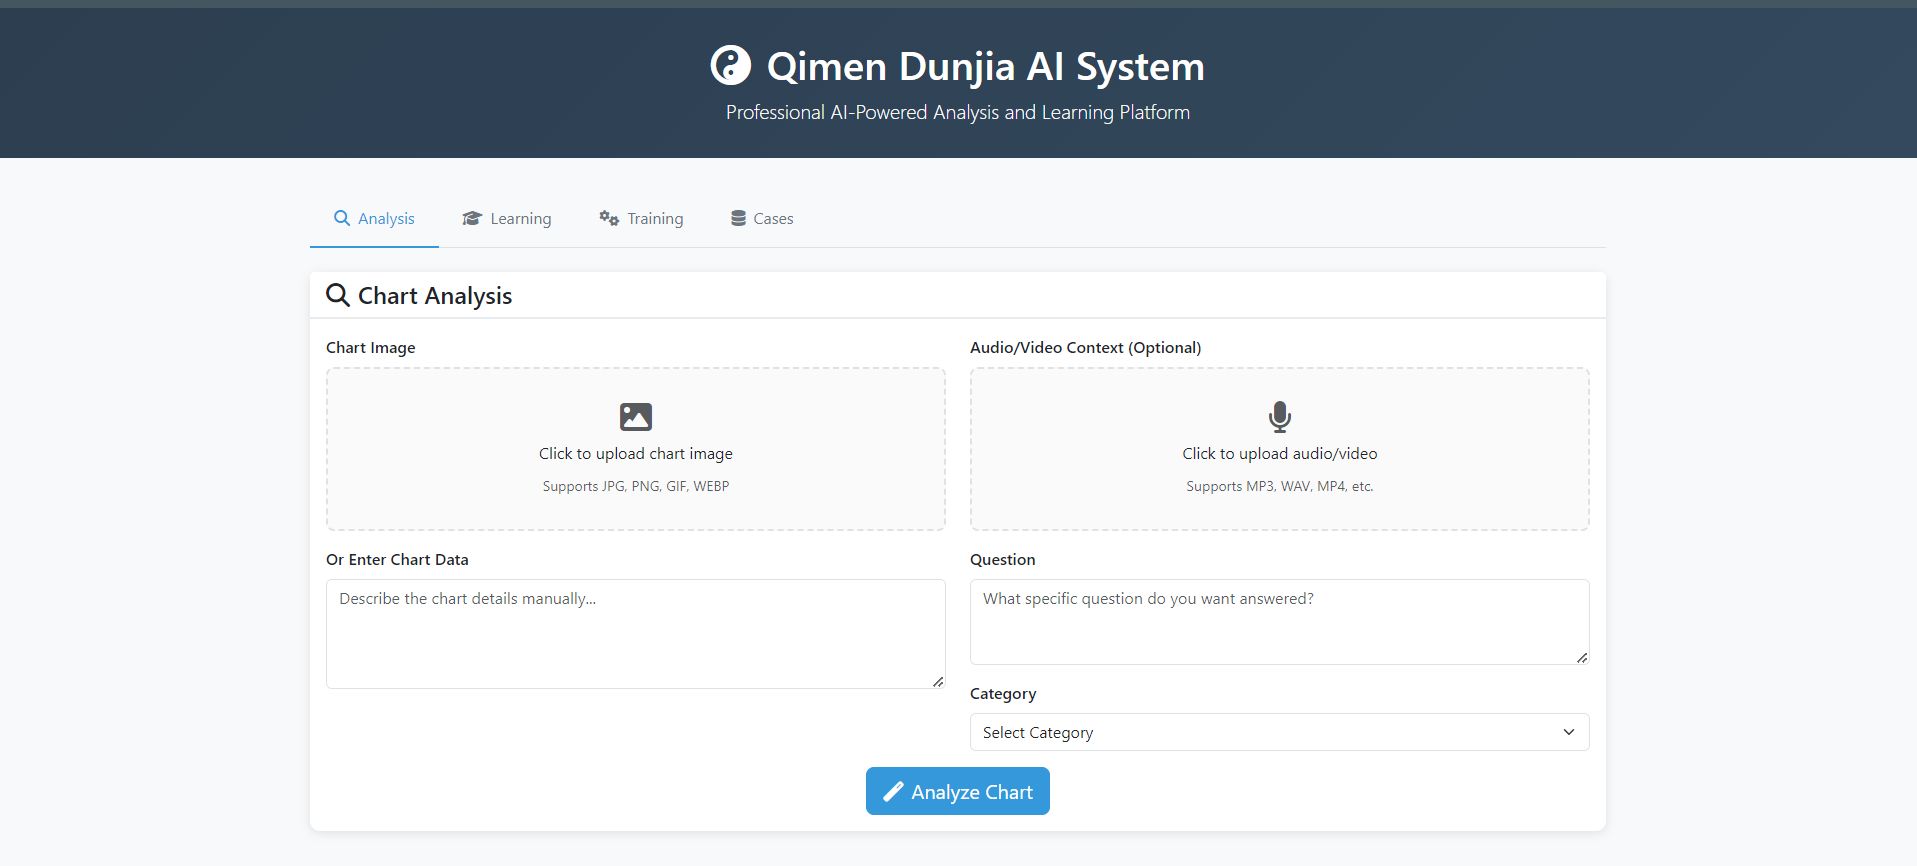 Qimen Dunjia AI System
Professional AI-Powered Analysis and Learning Platform
Analysis
Learning
Training
Cases
Chart Analysis
Chart Image
Click to upload chart image
Supports JPG, PNG, GIF, WEBP
Audio/Video Context (Optional)
Click to upload audio/video
Supports MP3, WAV, MP4, etc.
Or Enter Chart Data
Describe the chart details manually...
Question
What specific question do you want answered?
Category
Select Category
Analyze Chart